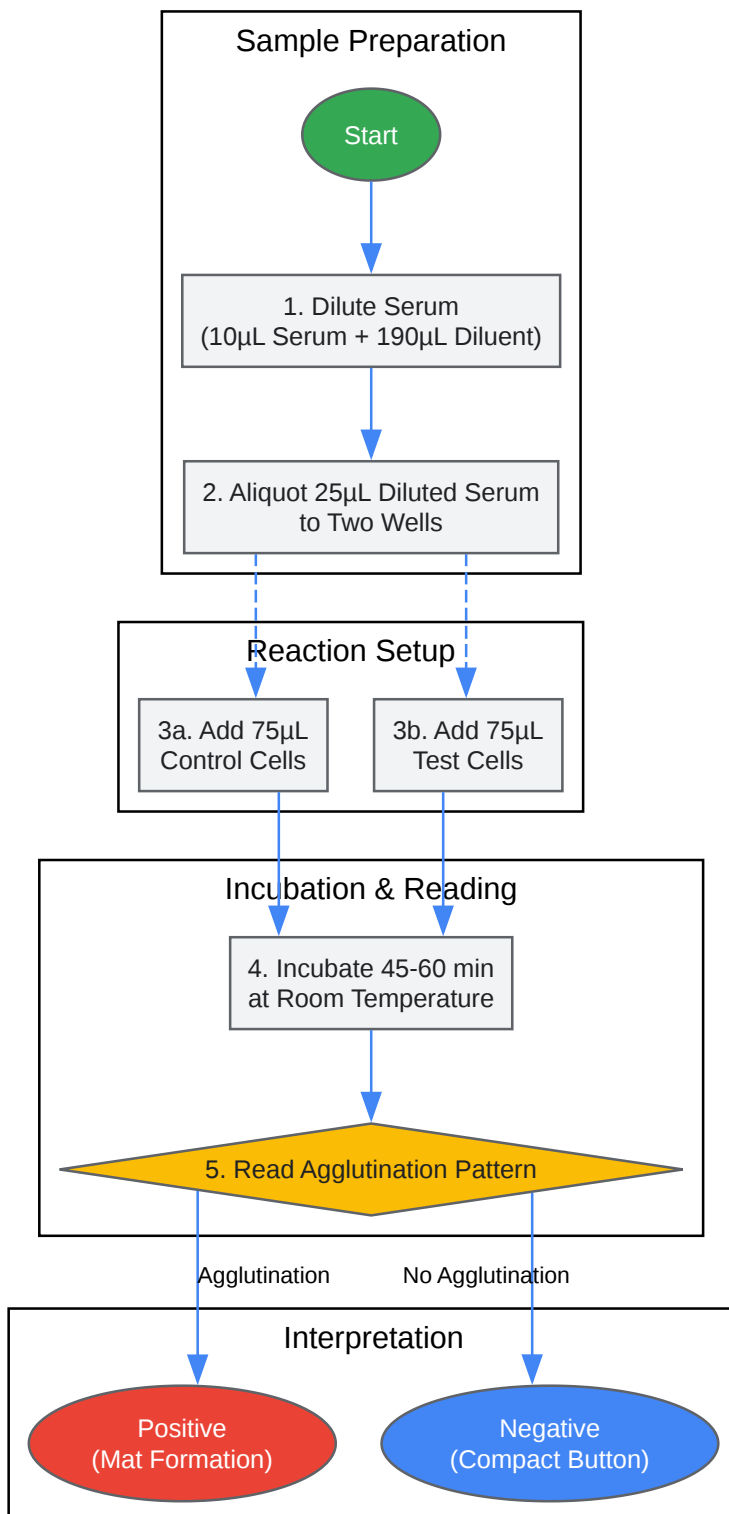 Sample Preparation
Start
1. Dilute Serum
(10µL Serum + 190µL Diluent)
2. Aliquot 25µL Diluted Serum
to Two Wells
Reaction Setup
3a. Add 75µL
Control Cells
3b. Add 75µL
Test Cells
Incubation & Reading
4. Incubate 45-60 min
at Room Temperature
5. Read Agglutination Pattern
Agglutination
No Agglutination
Interpretation
Positive
(Mat Formation)
Negative
(Compact Button)